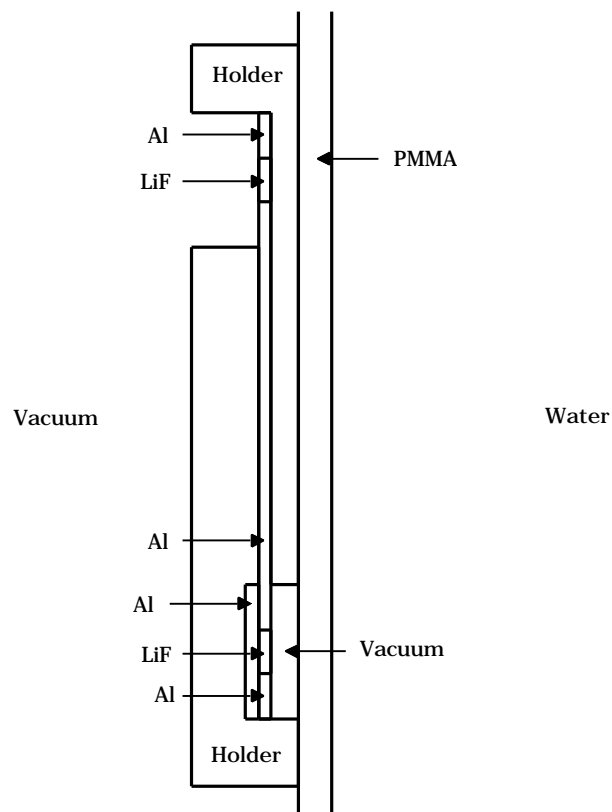 Holder
Al
PMMA
LiF
Vacuum
Water
Al
Al
LiF
Vacuum
Al
Holder